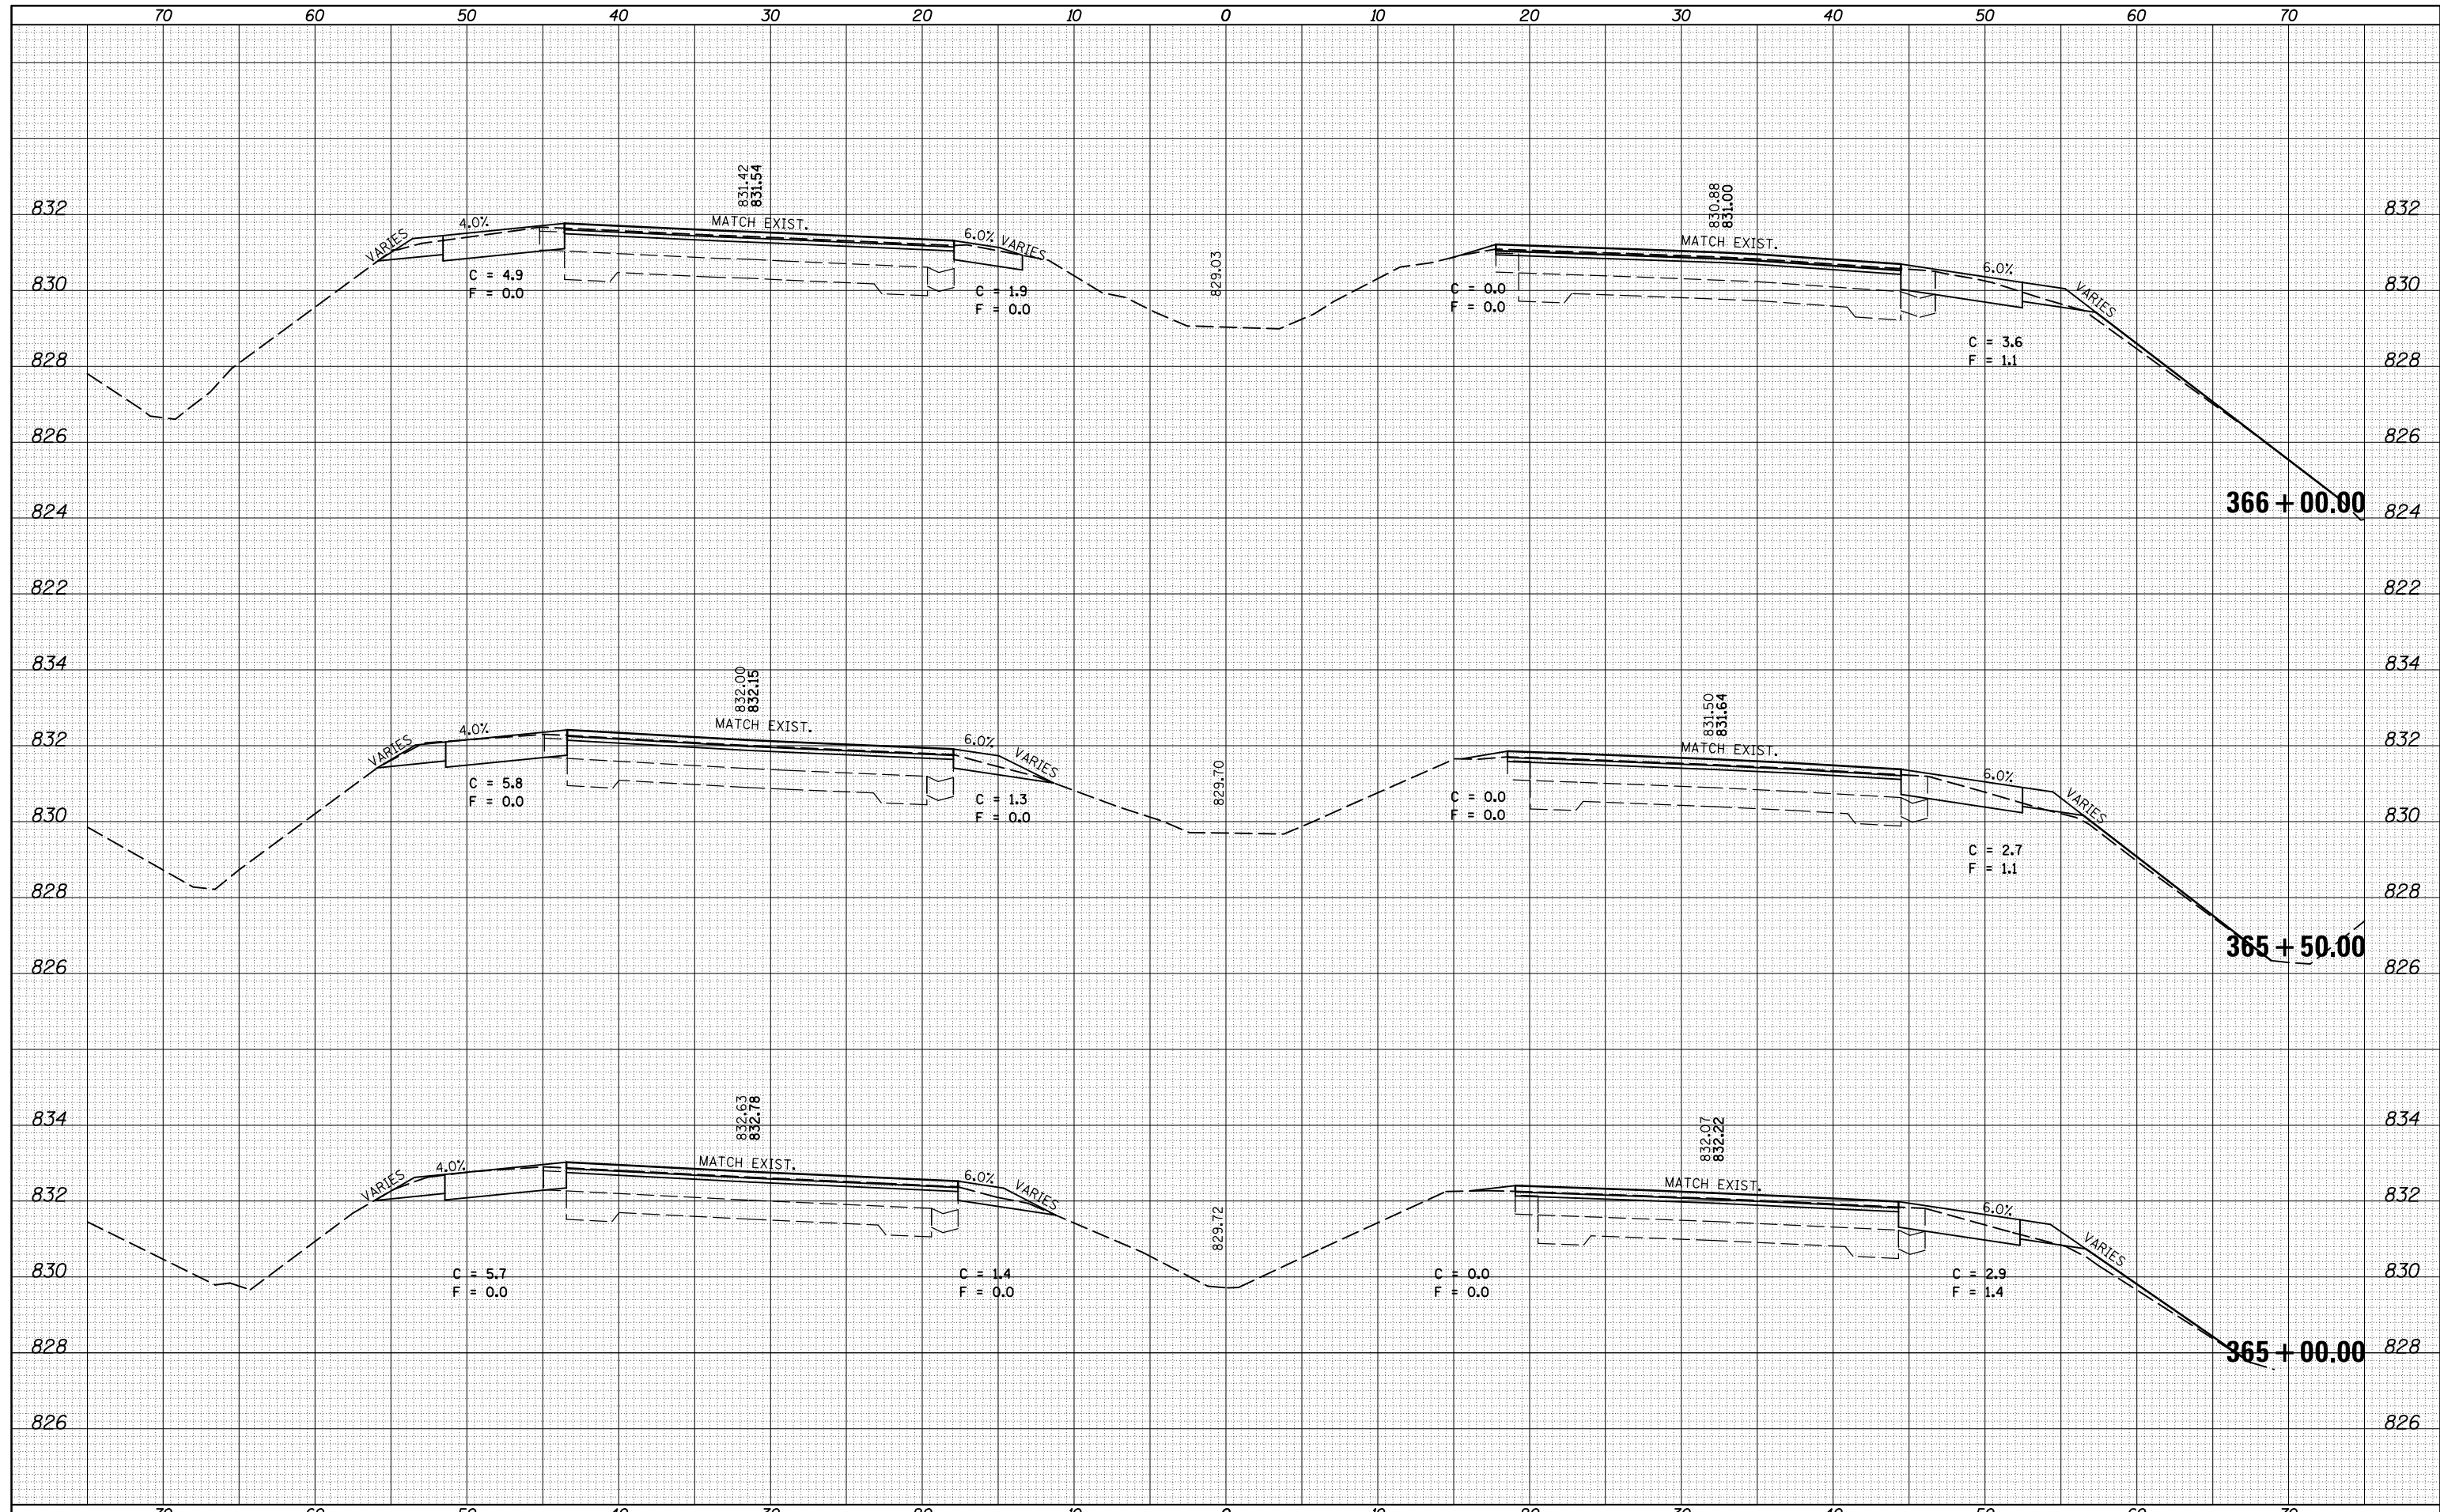 70 60 50 40 30 20 10 0 10 20 30 40 50 60 70
831.42
831.54
830.88
831.00
832 832
4.0% MATCH EXIST. 6.0% VARIES MATCH EXIST.
VARIES 829.03 6.0%
830 C = 4.9 C = 1.9 C = 0.0 VARIES 830
F = 0.0 F = 0.0 F = 0.0
828 C = 3.6 828
F = 1.1
826 826
824 366+00.00 824
822 822
834 834
832.00
832.15
831.50
831.64
832 4.0% MATCH EXIST. 6.0% MATCH EXIST. 832
VARIES VARIES 829.70 6.0%
C = 5.8 C = 1.3 C = 0.0 VARIES
830 F = 0.0 F = 0.0 F = 0.0 830
C = 2.7
F = 1.1
828 828
826 365+50.00 826
834 834
832.63
832.78
832.07
832.22
4.0% MATCH EXIST. 6.0% MATCH EXIST.
832 VARIES VARIES 829.72 6.0% 832
VARIES
830 C = 5.7 C = 1.4 C = 0.0 C = 2.9 830
F = 0.0 F = 0.0 F = 0.0 F = 1.4
828 365+00.00 828
826 826